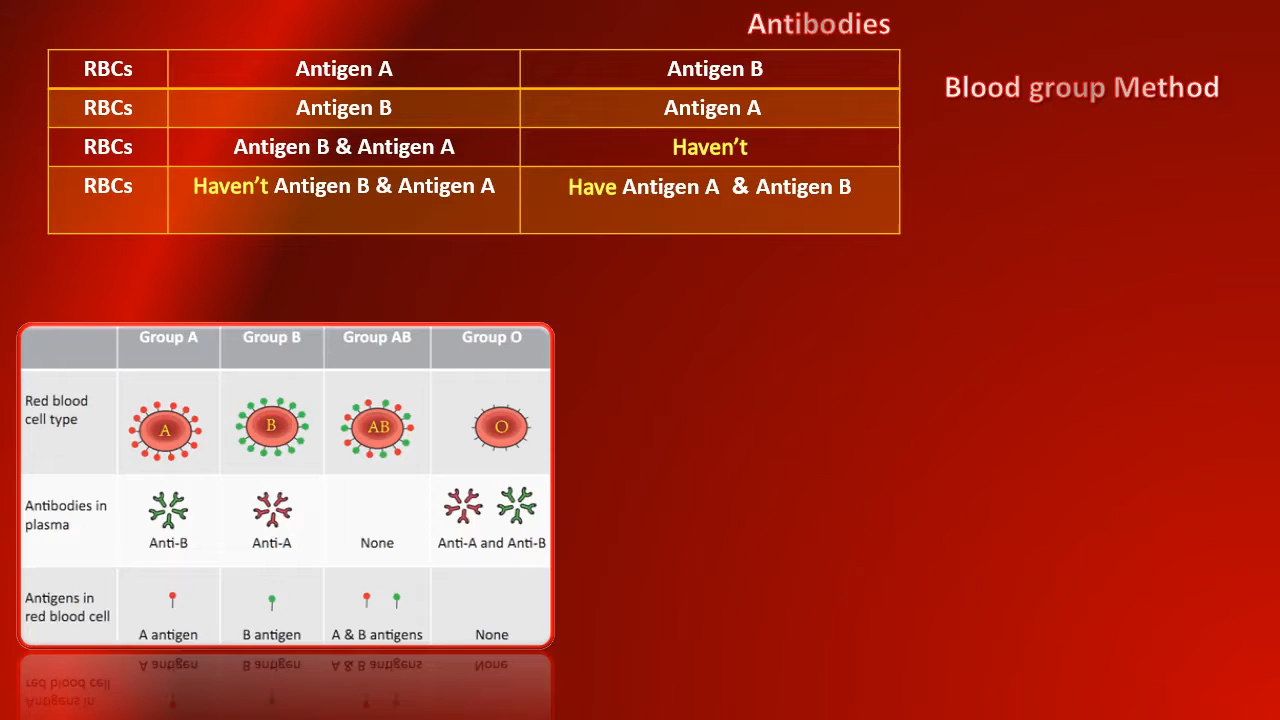 Antibodies
RBCs Antigen A Antigen B
Blood group Method
RBCs Antigen B Antigen A
RBCs Antigen B & Antigen A Haven’t
RBCs Haven’t Antigen B & Antigen A Have Antigen A & Antigen B
Group A Group B Group AB Group O
Red blood
cell type
A B AB O
Antibodies in
plasma
Anti-B Anti-A None Anti-A and Anti-B
Antigens in
red blood cell
A antigen B antigen A & B antigens None